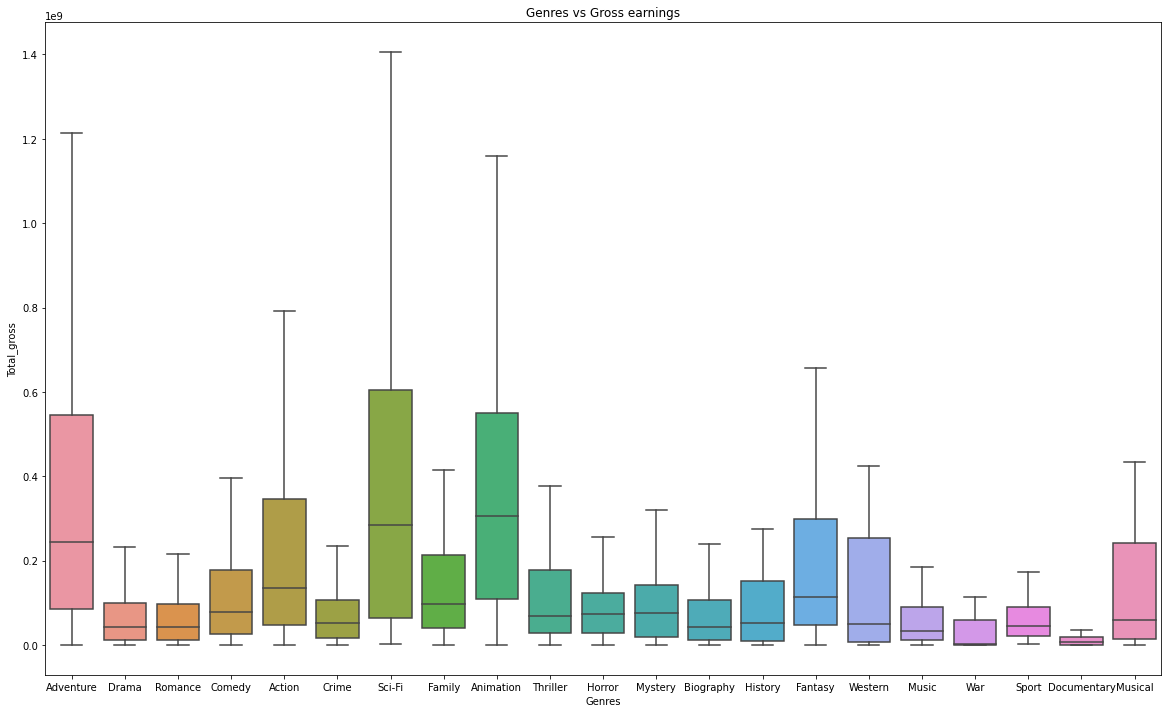 Genres vs Gross earnings
1e9
1.4
1.2
1.0
0.8
0.6
0.4
0.2
0.0
Total_gross
Adventure Drama Romance Comedy Action Crime Sci-Fi Family Animation Thriller Horror Mystery Biography History Fantasy Western Music War Sport Documentary Musical
Genres